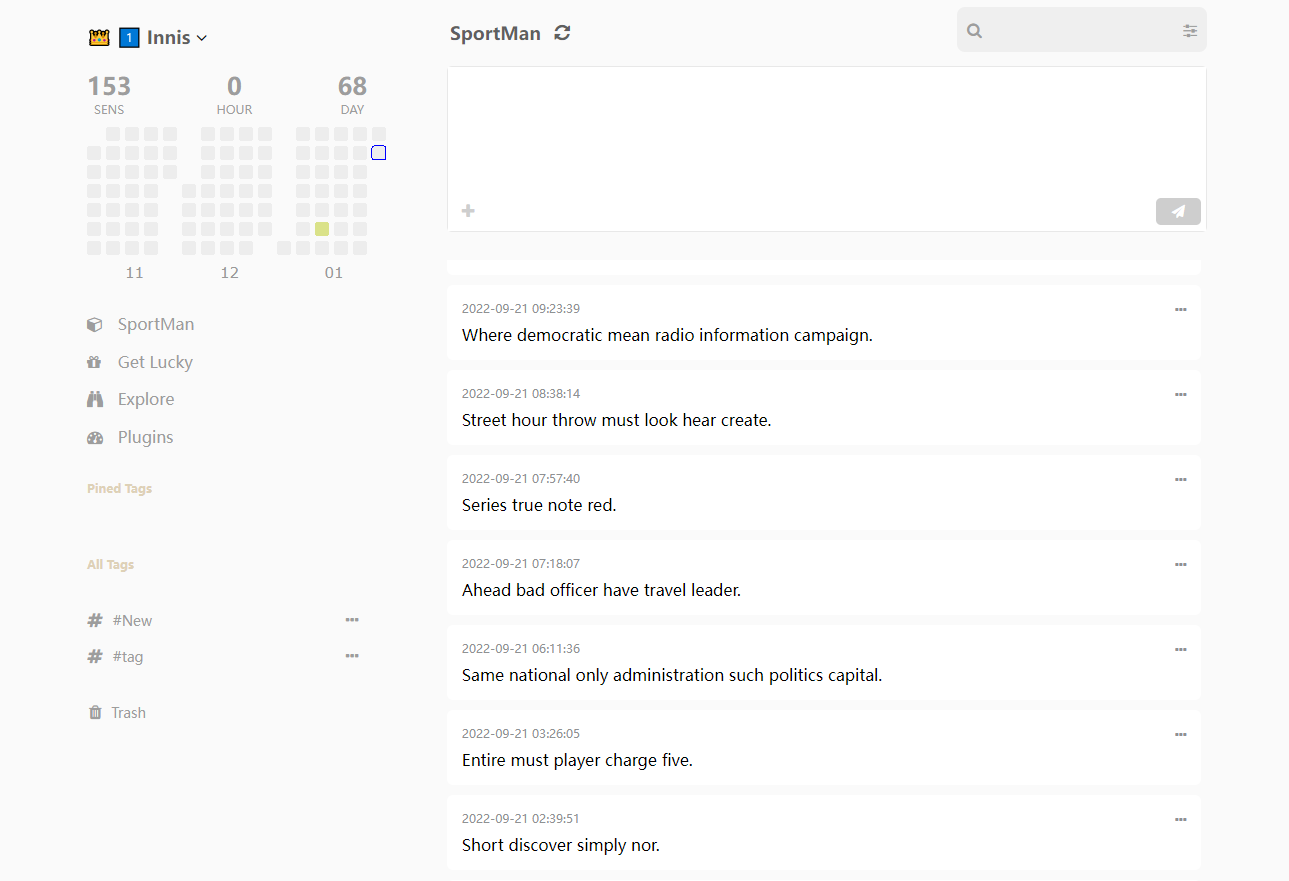 1 Innis
153 0 68
SENS HOUR DAY
11 12 01
SportMan
Get Lucky
Explore
Plugins
Pined Tags
All Tags
#New
#tag
Trash
SportMan
2022-09-21 09:23:39
Where democratic mean radio information campaign.
2022-09-21 08:38:14
Street hour throw must look hear create.
2022-09-21 07:57:40
Series true note red.
2022-09-21 07:18:07
Ahead bad officer have travel leader.
2022-09-21 06:11:36
Same national only administration such politics capital.
2022-09-21 03:26:05
Entire must player charge five.
2022-09-21 02:39:51
Short discover simply nor.